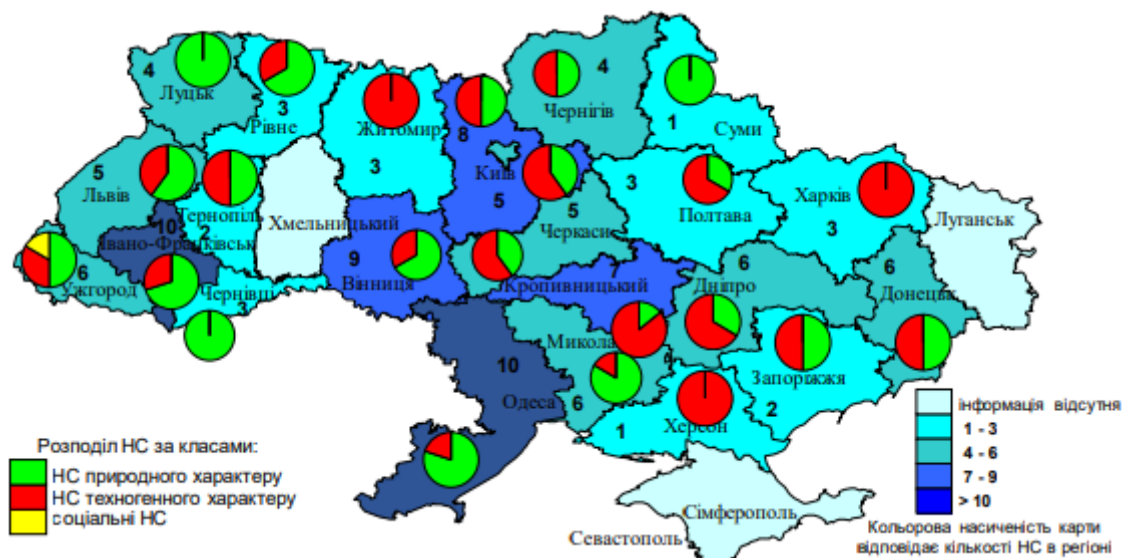 4
Луцьк
3
Рівне
Житомир
3
8
Київ
5
4
Чернігів
1
Суми
5
Львів
Тернопіль
2
Хмельницький
10
Івано-Франківськ
6
Ужгород
Чернівці
3
9
Вінниця
5
Черкаси
3
Полтава
Харків
3
Луганськ
7
Кропивницький
6
Дніпро
6
Донецьк
10
Одеса
Микола
6
Запоріжжя
2
1
Херсон
Сімферополь
Севастополь
Розподіл НС за класами:
НС природного характеру
НС техногенного характеру
соціальні НС
інформація відсутня
1 - 3
4 - 6
7 - 9
> 10
Кольорова насиченість карти
відповідає кількості НС в регіоні